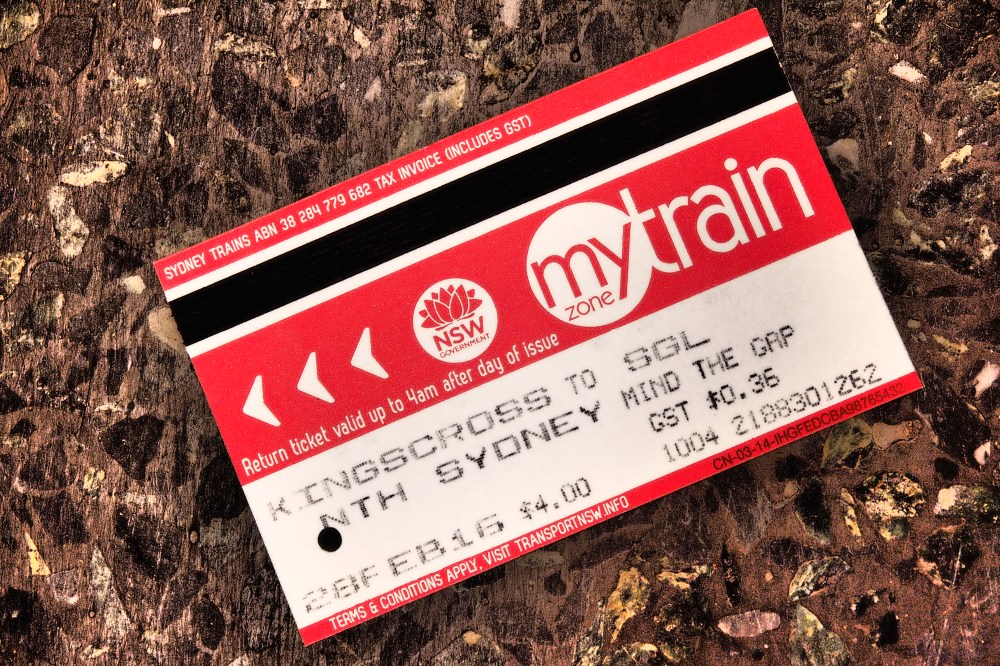 SYDNEY TRAINS ABN 38 284 779 682 TAX INVOICE (INCLUDES GST)
mytrain
zone
NSW
GOVERNMENT
Return ticket valid up to 4am after day of issue
KINGSCROSS TO SGL
NTH SYDNEY MIND THE GAP
GST $0.36
28FEB16 $4.00 1004 2189301262
TERMS & CONDITIONS APPLY. VISIT TRANSPORTNSW.INFO CN-03-14-IHGFEDCBA98765432